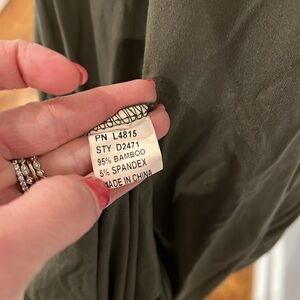 PN L4815
STY D2471
95% BAMBOO
5% SPANDEX
MADE IN CHINA